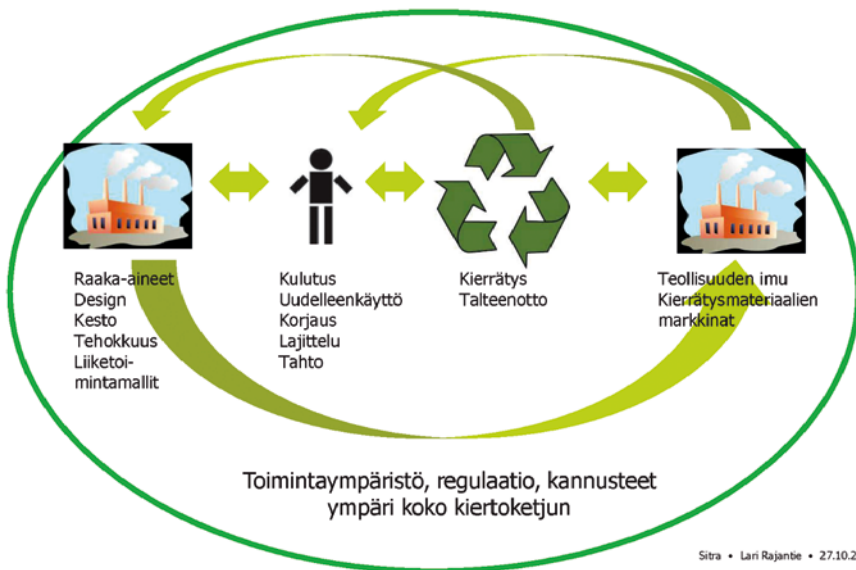 Raaka-aineet
Design
Kesto
Tehokkuus
Liiketoi-
mintamallit
Kulutus
Uudelleenkäyttö
Korjaus
Lajittelu
Tahto
Kierrätys
Talteenotto
Teollisuuden imu
Kierrätysmateriaalien
markkinat
Toimintaympäristö, regulaatio, kannusteet
ympäri koko kiertoketjun
Sitra • Lari Rajantie • 27.10.2